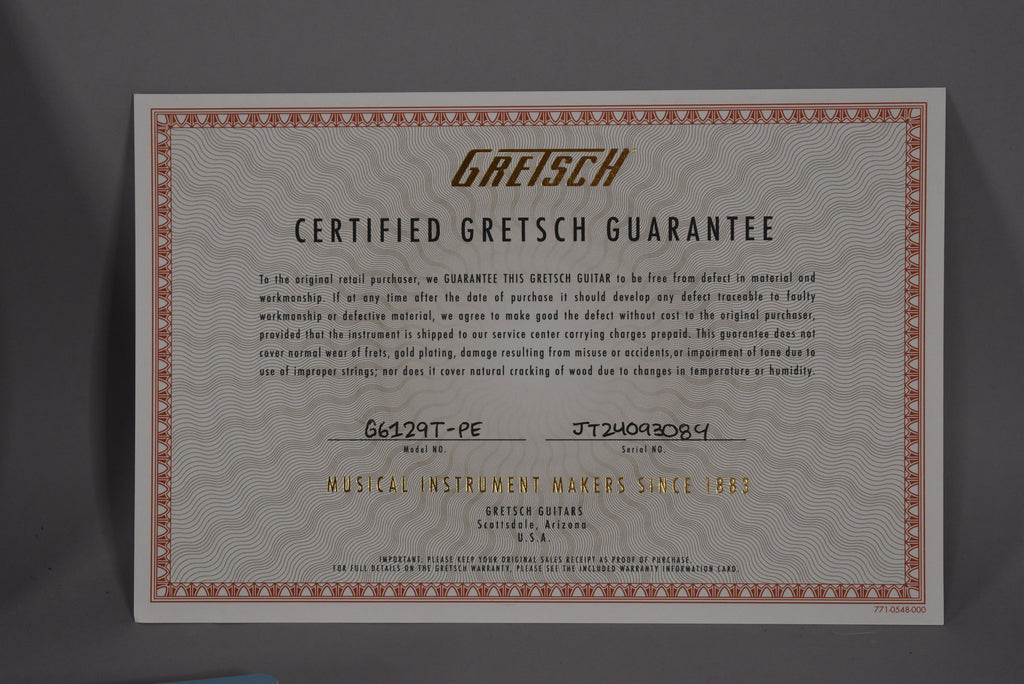 GRETSCH
CERTIFIED GRETSCH GUARANTEE
To the original retail purchaser, we GUARANTEE THIS GRETSCH GUITAR to be free from defect in material and
workmanship. If at any time after the date of purchase it should develop any defect traceable to faulty
workmanship or defective material, we agree to make good the defect without cost to the original purchaser,
provided that the instrument is shipped to our service center carrying charges prepaid. This guarantee does not
cover normal wear of frets, gold plating, damage resulting from misuse or accidents,or impairment of tone due to
use of improper strings; nor does it cover natural cracking of wood due to changes in temperature or humidity.
G6129T-PE JT24093084
Model NO. Serial NO.
MUSICAL INSTRUMENT MAKERS SINCE 1883
GRETSCH GUITARS
Scottsdale, Arizona
U.S.A.
IMPORTANT: PLEASE KEEP YOUR ORIGINAL SALES RECEIPT AS PROOF OF PURCHASE.
FOR FULL DETAILS ON THE GRETSCH WARRANTY, PLEASE SEE THE INCLUDED WARRANTY INFORMATION CARD.
771-0548-000